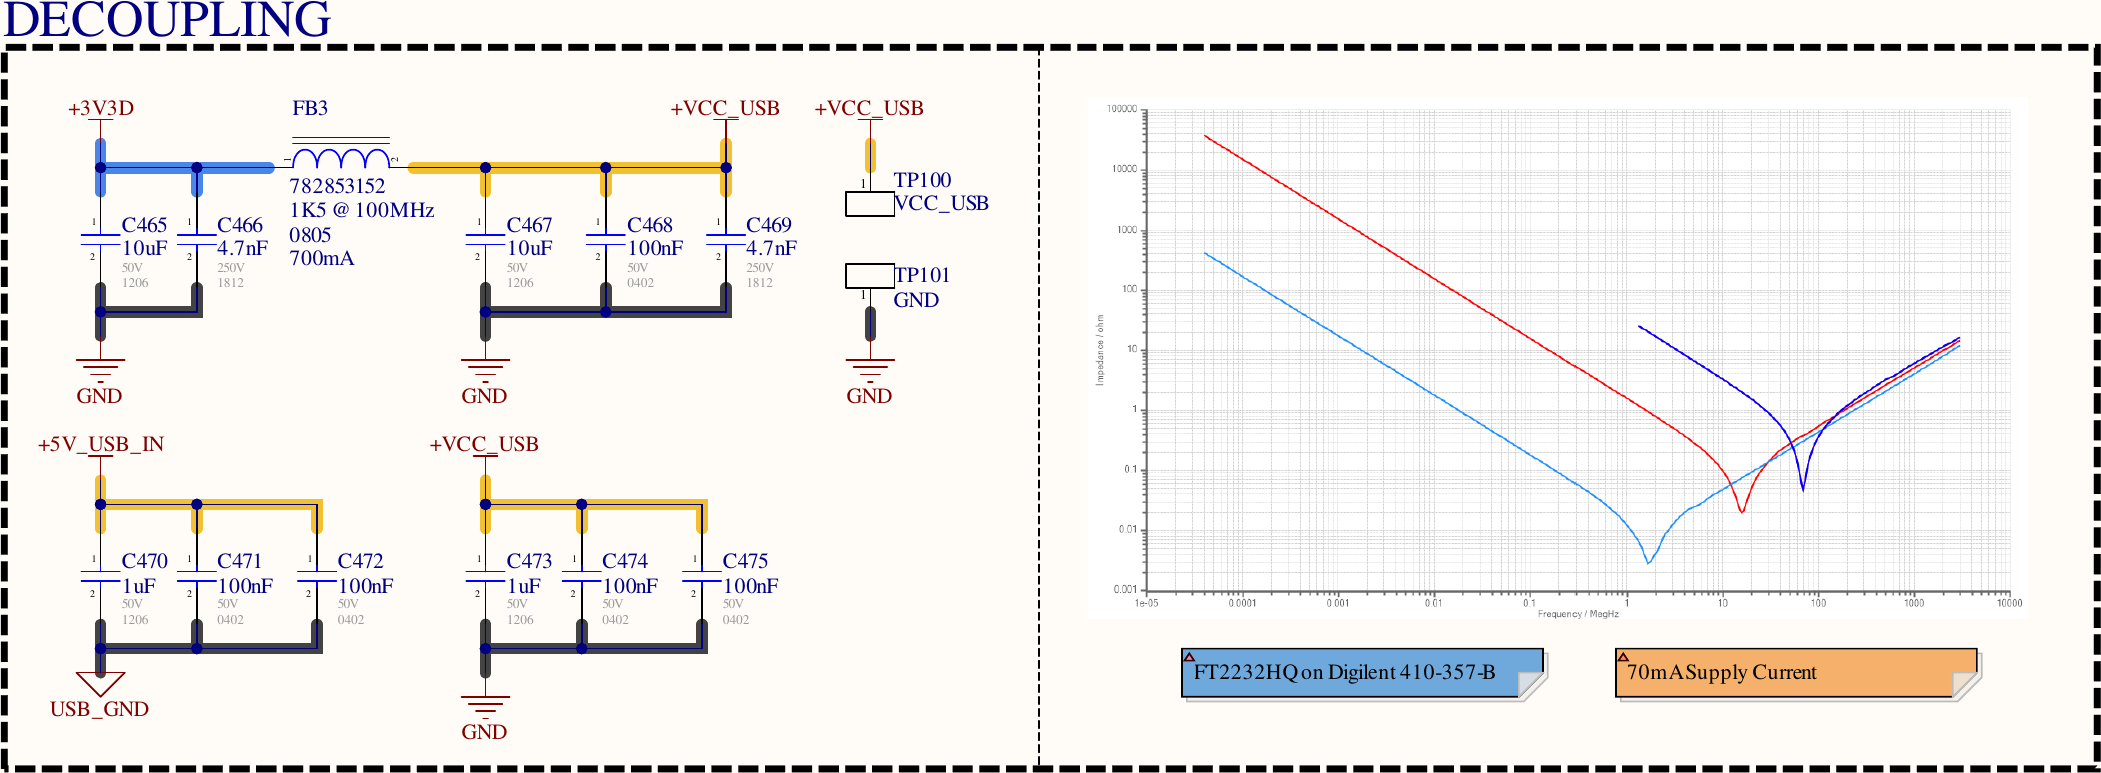 DECOUPLING
+3V3D
FB3
+VCC_USB
+VCC_USB
1
2
782853152
1K5 @ 100MHz
0805
700mA
1
C465
10uF
2
50V
1206
1
C466
4.7nF
2
250V
1812
1
C467
10uF
2
50V
1206
1
C468
100nF
2
50V
0402
1
C469
4.7nF
2
250V
1812
1
TP100
VCC_USB
TP101
1
GND
GND
GND
GND
+5V_USB_IN
+VCC_USB
1
C470
1uF
2
50V
1206
1
C471
100nF
2
50V
0402
1
C472
100nF
2
50V
0402
1
C473
1uF
2
50V
1206
1
C474
100nF
2
50V
0402
1
C475
100nF
2
50V
0402
USB_GND
GND
100000
10000
1000
100
10
1
0.1
0.01
0.001
Impedance / ohm
1e-05
0.0001
0.001
0.01
0.1
1
10
100
1000
10000
Frequency / MegHz
FT2232HQ on Digilent 410-357-B
70mA Supply Current